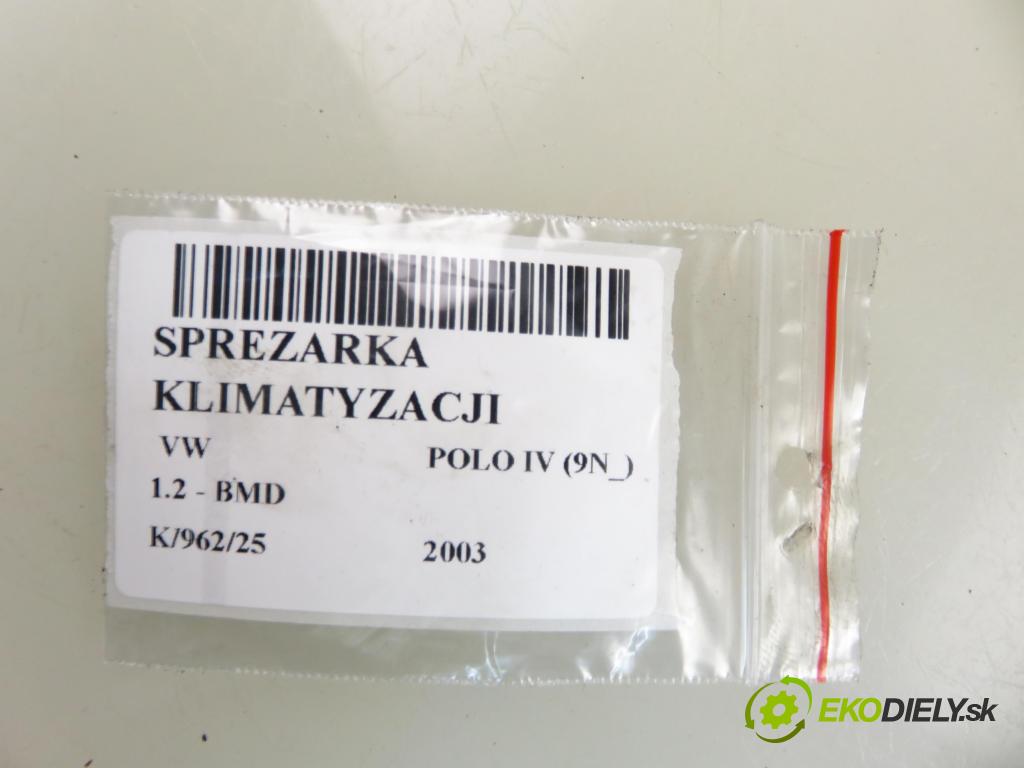 SPREZARKA
KLIMATYZACJI
VW POLO IV (9N_)
1.2 - BMD
K/962/25 2003
EKODIELY.sk